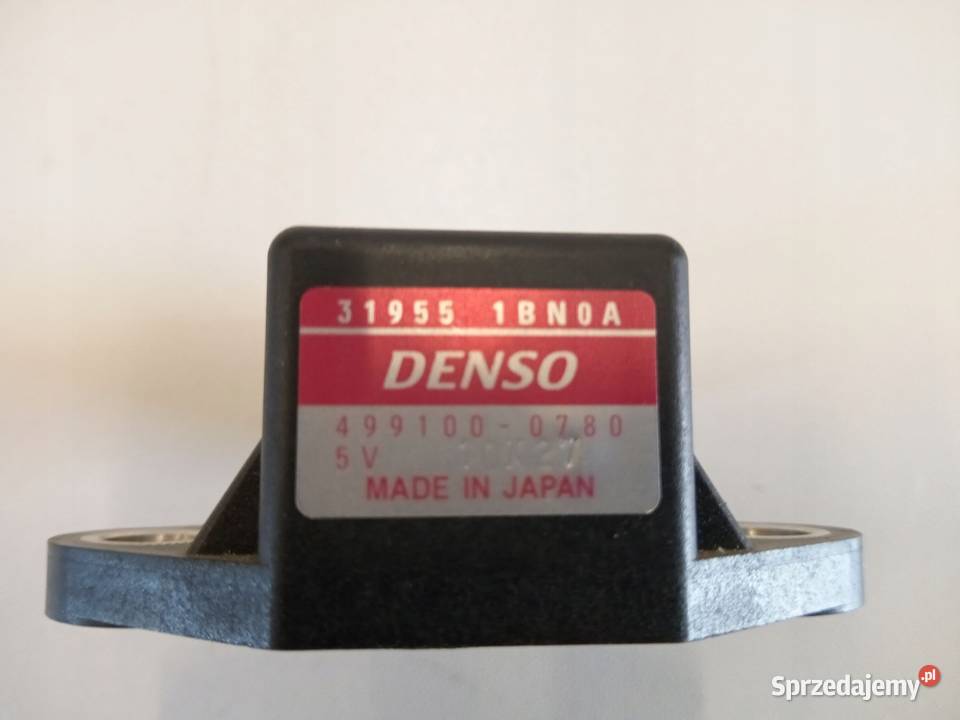 31955 1BN0A
DENSO
499100-0780
5V
MADE IN JAPAN
Sprzedajemy.pl